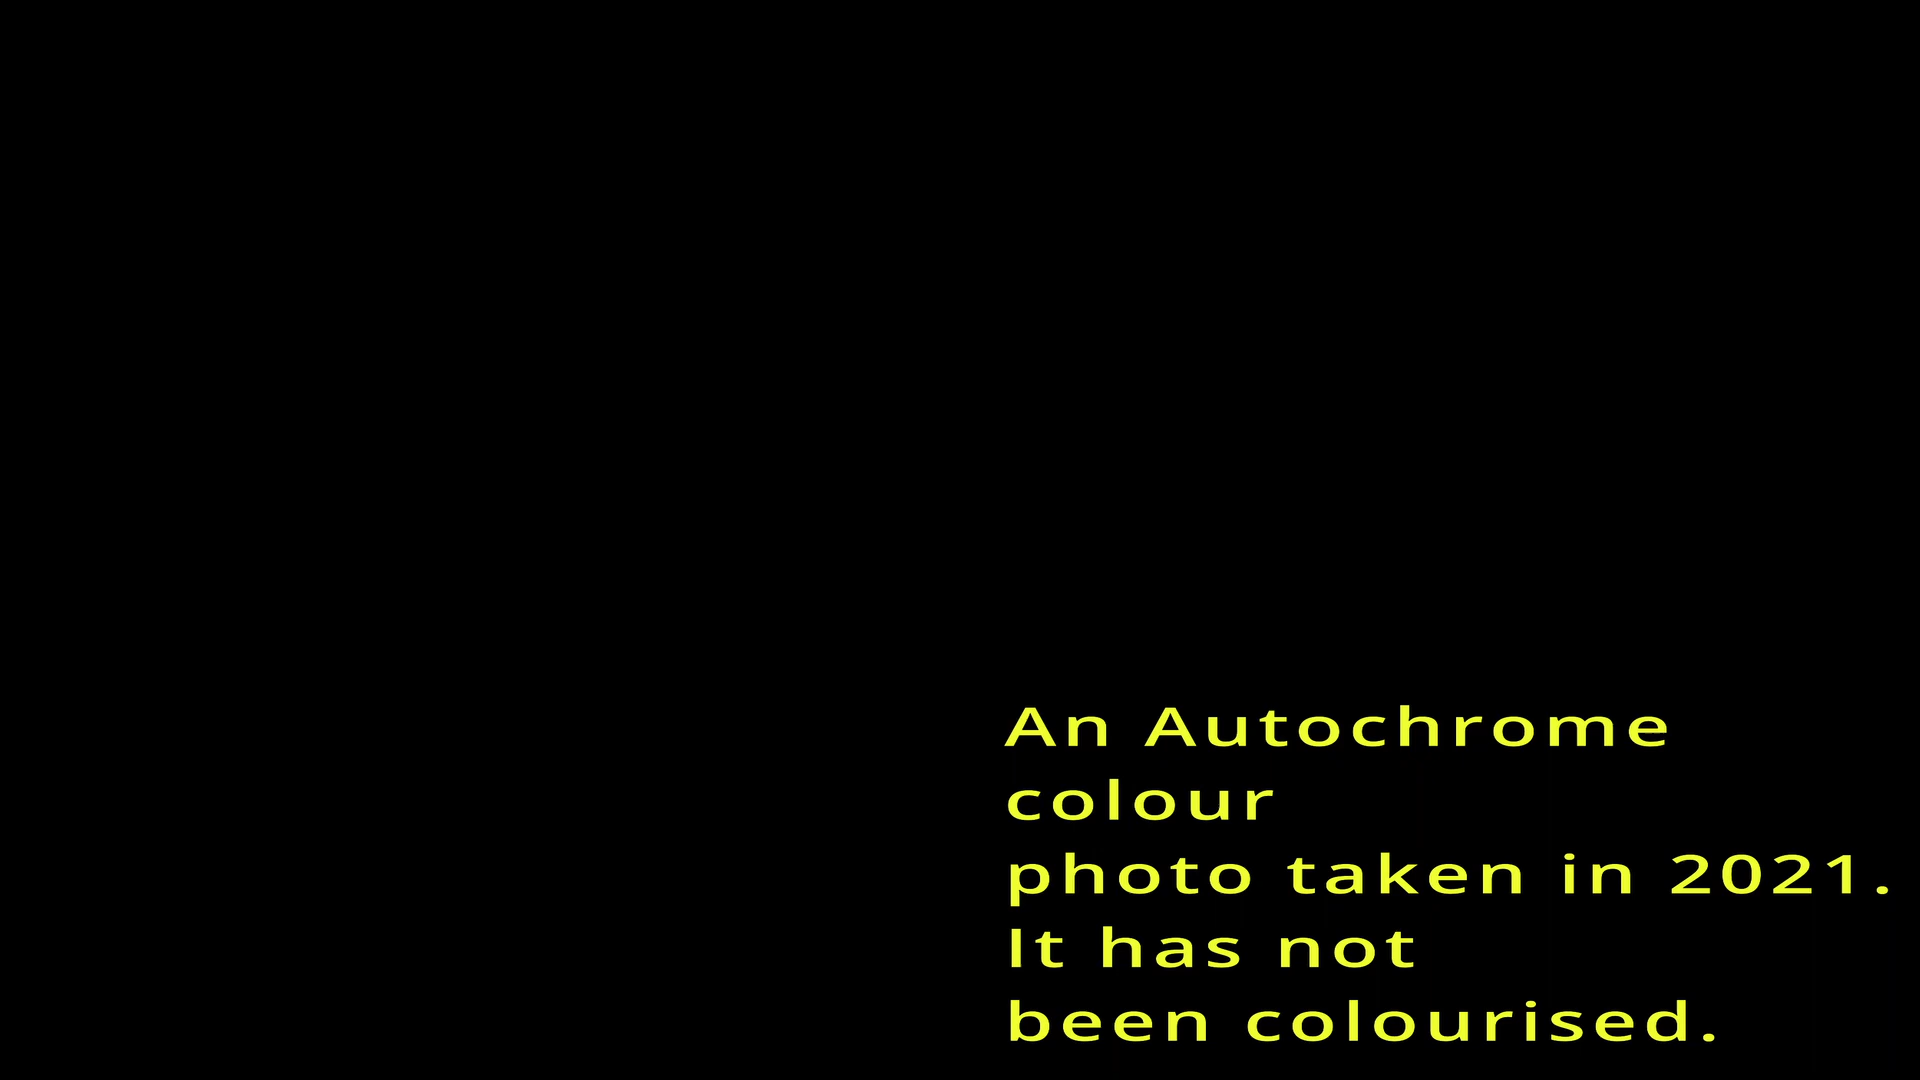 An Autochrome
colour
photo taken in 2021.
It has not
been colourised.